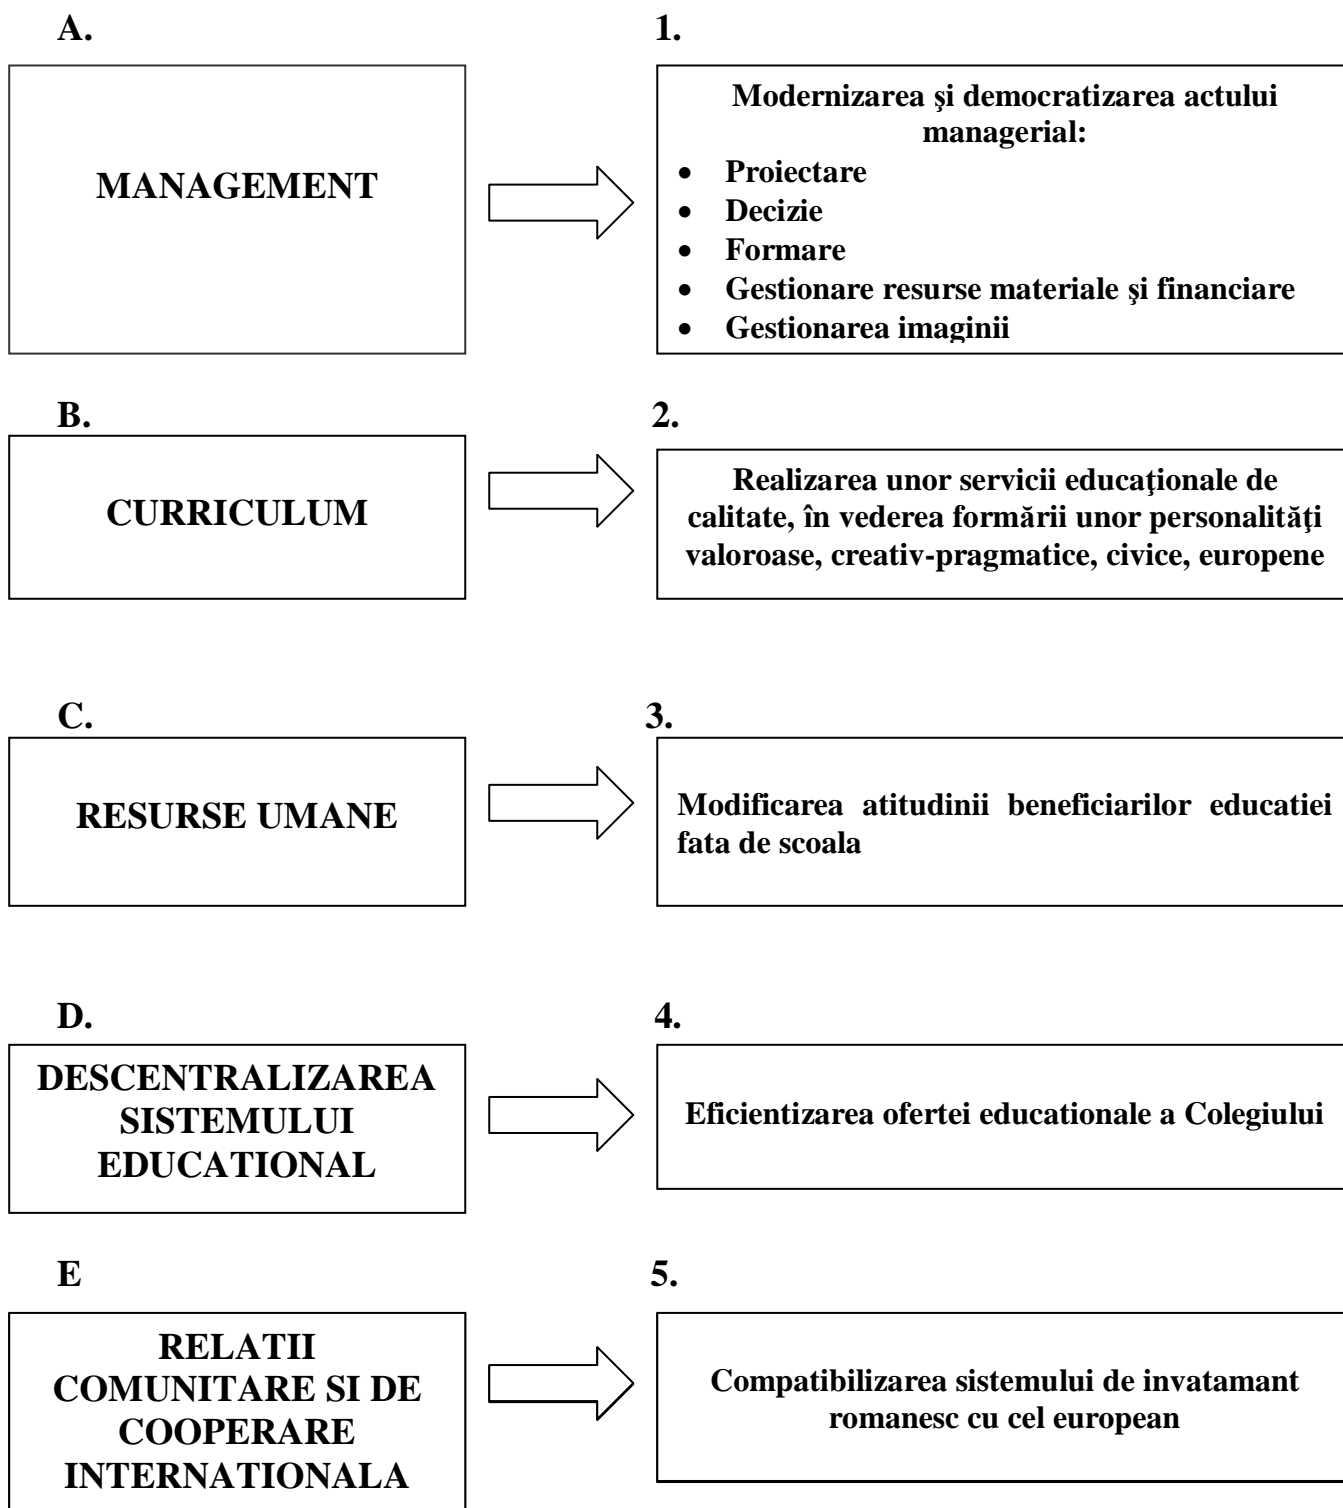 A.
1.
MANAGEMENT
Modernizarea şi democratizarea actului
managerial:
• Proiectare
• Decizie
• Formare
• Gestionare resurse materiale şi financiare
• Gestionarea imaginii
B.
2.
CURRICULUM
Realizarea unor servicii educaţionale de
calitate, în vederea formării unor personalităţi
valoroase, creativ-pragmatice, civice, europene
C.
3.
RESURSE UMANE
Modificarea atitudinii beneficiarilor educatiei
fata de scoala
D.
4.
DESCENTRALIZAREA
SISTEMULUI
EDUCATIONAL
Eficientizarea ofertei educationale a Colegiului
E
5.
RELATII
COMUNITARE SI DE
COOPERARE
INTERNATIONALA
Compatibilizarea sistemului de invatamant
romanesc cu cel european